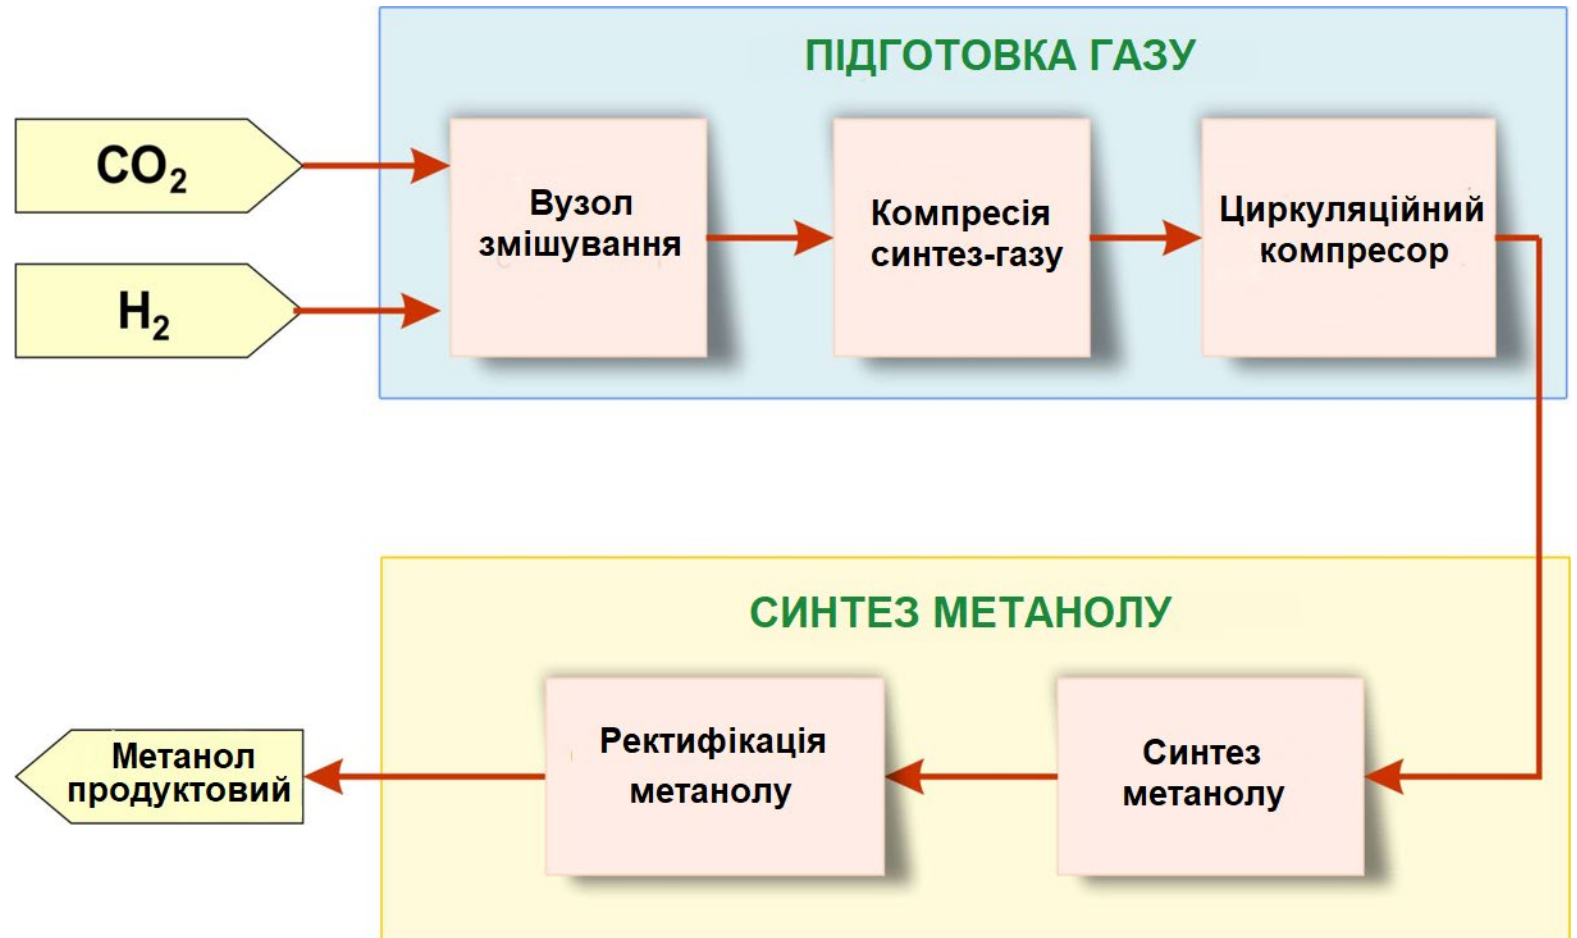 ПІДГОТОВКА ГАЗУ
CO₂
H₂
Вузол
змішування
Компресія
синтез-газу
Циркуляційний
компресор
СИНТЕЗ МЕТАНОЛУ
Метанол
продуктовий
Ректифікація
метанолу
Синтез
метанолу